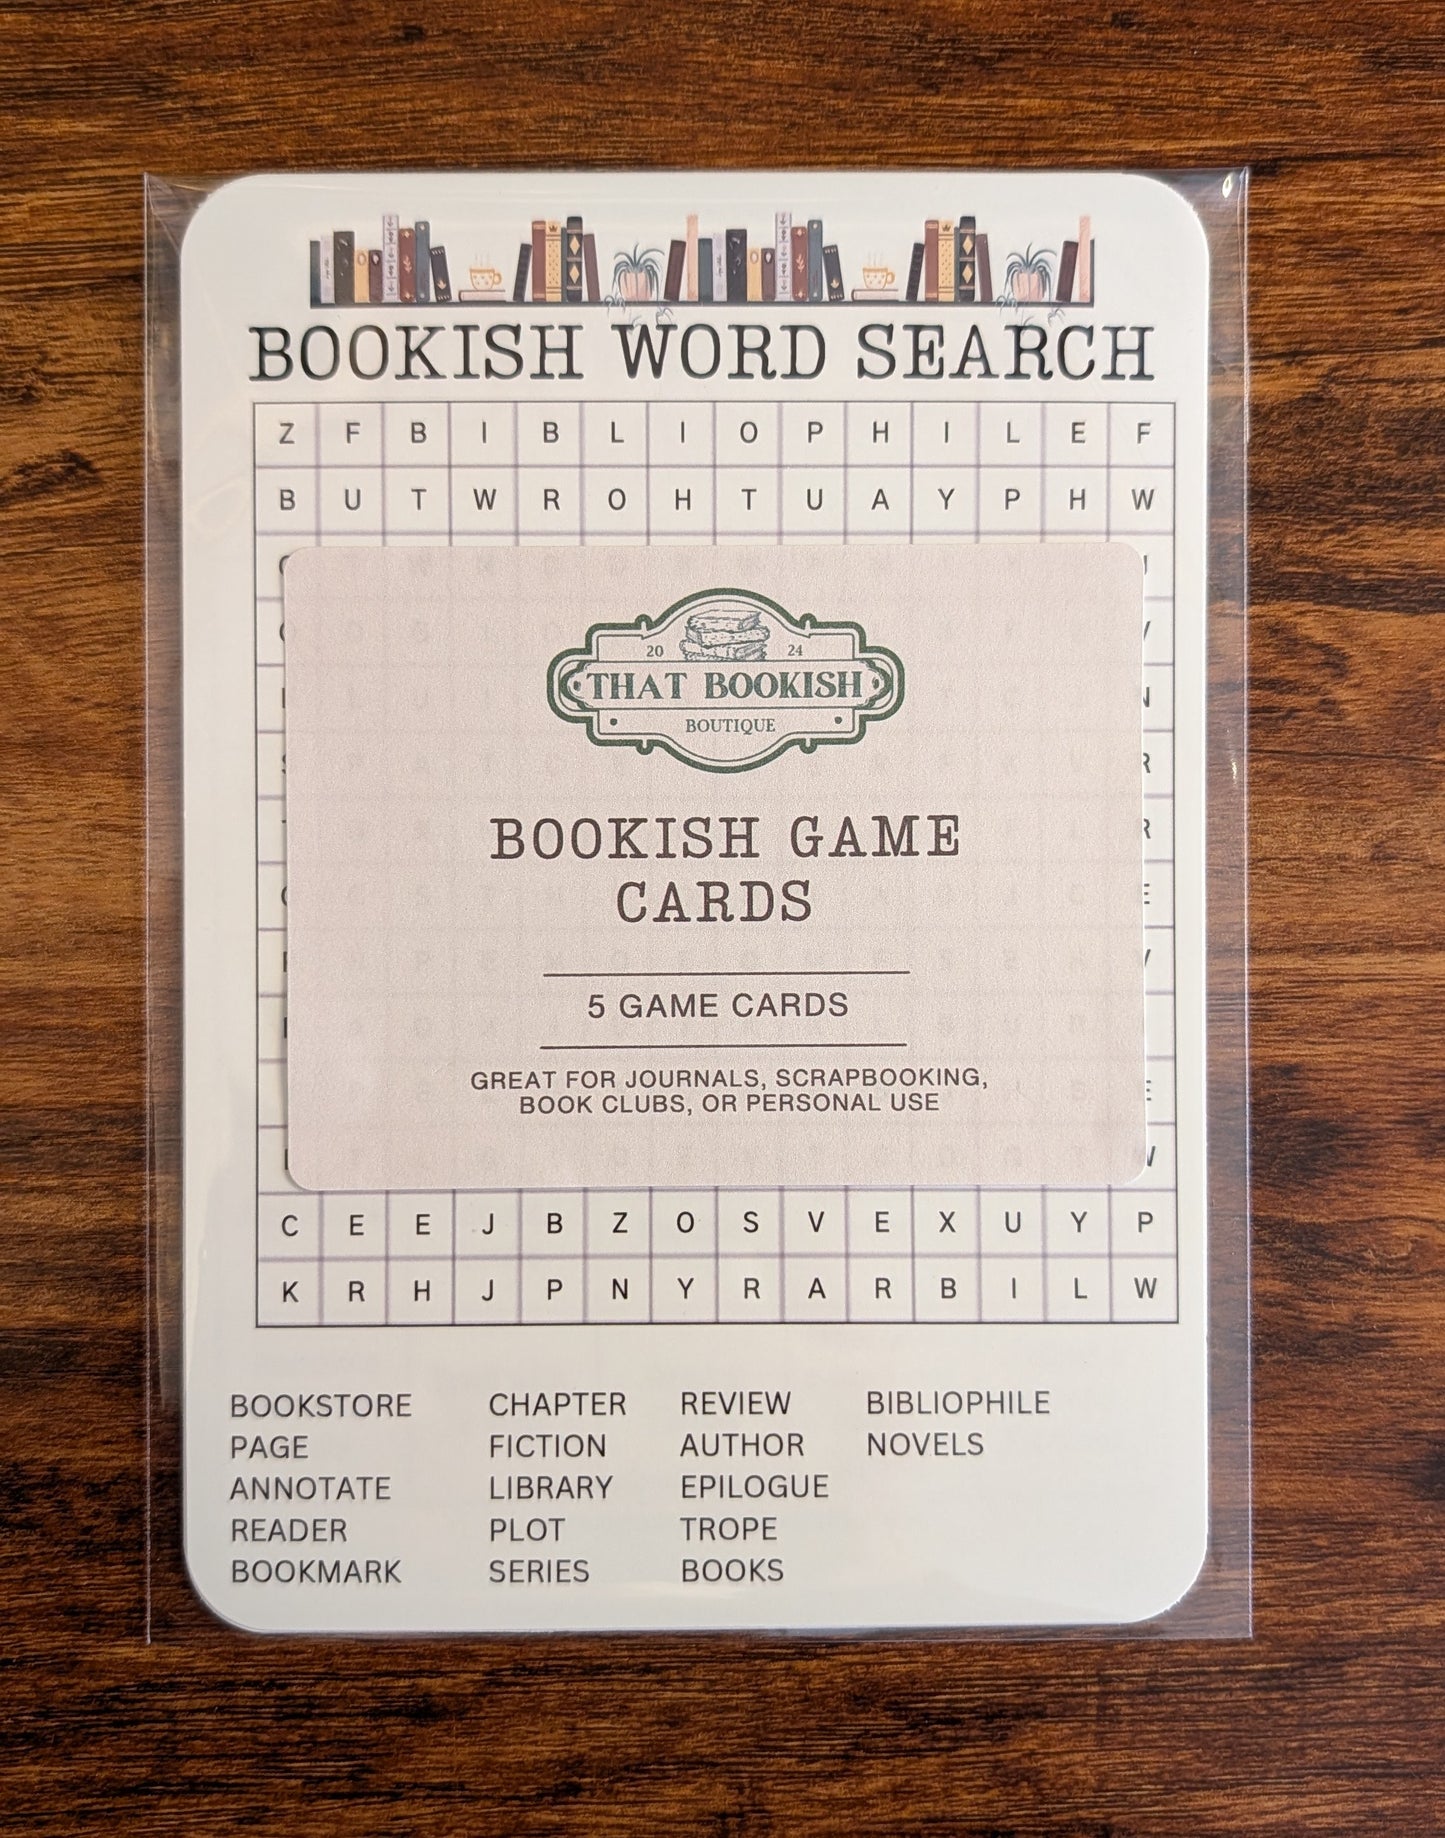 BOOKISH WORD SEARCH
Z F B I B L I O P H I L E F
B U T W R O H T U A Y P H W
20 24
THAT BOOKISH
BOUTIQUE
BOOKISH GAME
CARDS
5 GAME CARDS
GREAT FOR JOURNALS, SCRAPBOOKING,
BOOK CLUBS, OR PERSONAL USE
C E E J B Z O S V E X U Y P
K R H J P N Y R A R B I L W
BOOKSTORE CHAPTER REVIEW BIBLIOPHILE
PAGE FICTION AUTHOR NOVELS
ANNOTATE LIBRARY EPILOGUE
READER PLOT TROPE
BOOKMARK SERIES BOOKS